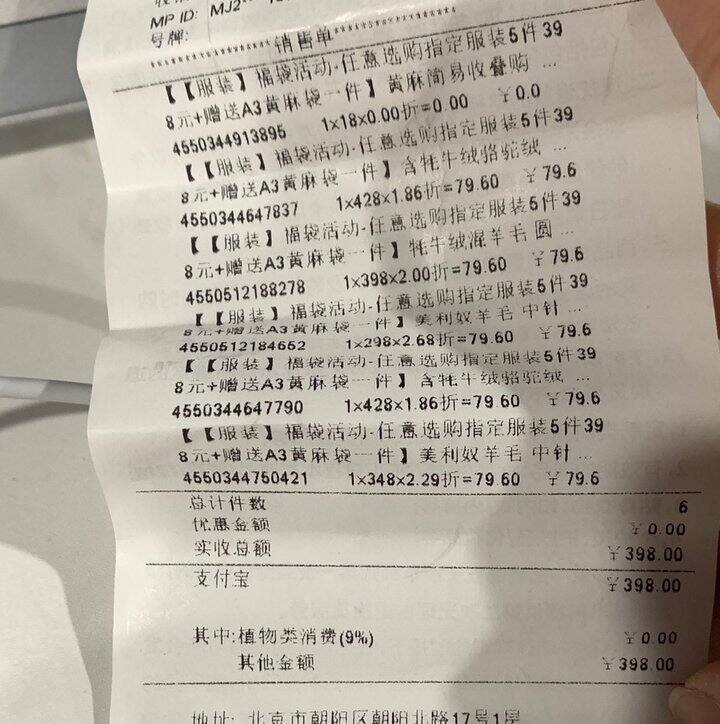 MP ID: MJ2
号牌:
销售单
【【服装】福袋活动-任意选购指定服装5件39
8元+赠送A3黄麻袋一件】黄麻简易收叠购 ...
4550344913895 1×18×0.00折=0.00 ¥0.0
【【服装】福袋活动-任意选购指定服装5件39
8元+赠送A3黄麻袋一件】含牦牛绒骆驼绒 ...
4550344647837 1×428×1.86折=79.60 ¥79.6
【【服装】福袋活动-任意选购指定服装5件39
8元+赠送A3黄麻袋一件】牦牛绒混羊毛 圆 ...
4550512188278 1×398×2.00折=79.60 ¥79.6
【【服装】福袋活动-任意选购指定服装5件39
8元+赠送A3黄麻袋一件】美利奴羊毛 中针 ...
4550512184652 1×298×2.68折=79.60 ¥79.6
【【服装】福袋活动-任意选购指定服装5件39
8元+赠送A3黄麻袋一件】含牦牛绒骆驼绒 ...
4550344647790 1×428×1.86折=79.60 ¥79.6
【【服装】福袋活动-任意选购指定服装5件39
8元+赠送A3黄麻袋一件】美利奴羊毛 中针 ...
4550344750421 1×348×2.29折=79.60 ¥79.6
总计件数 6
优惠金额 ¥0.00
实收总额 ¥398.00
支付宝 ¥398.00
其中:植物类消费(9%) ¥0.00
其他金额 ¥398.00
地址: 北京市朝阳区朝阳北路17号1层